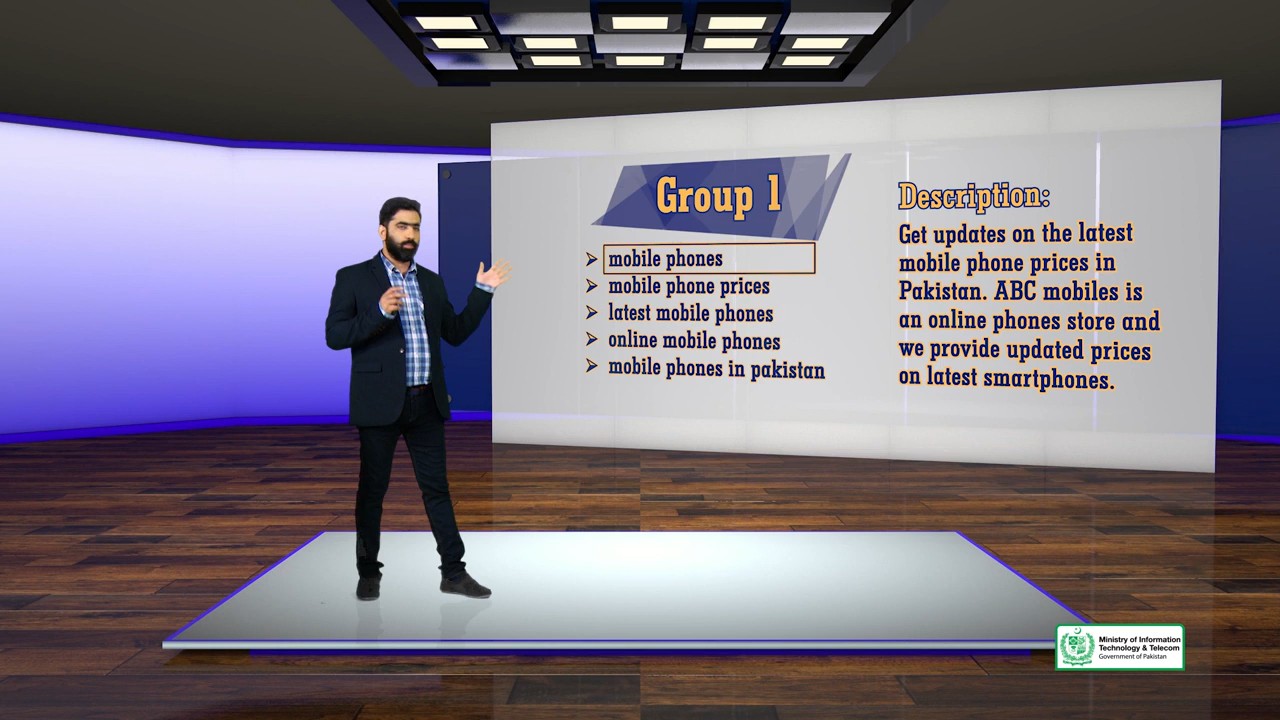 Group 1
mobile phones
mobile phone prices
latest mobile phones
online mobile phones
mobile phones in pakistan
Description:
Get updates on the latest
mobile phone prices in
Pakistan. ABC mobiles is
an online phones store and
we provide updated prices
on latest smartphones.
Ministry of Information
Technology & Telecom
Government of Pakistan